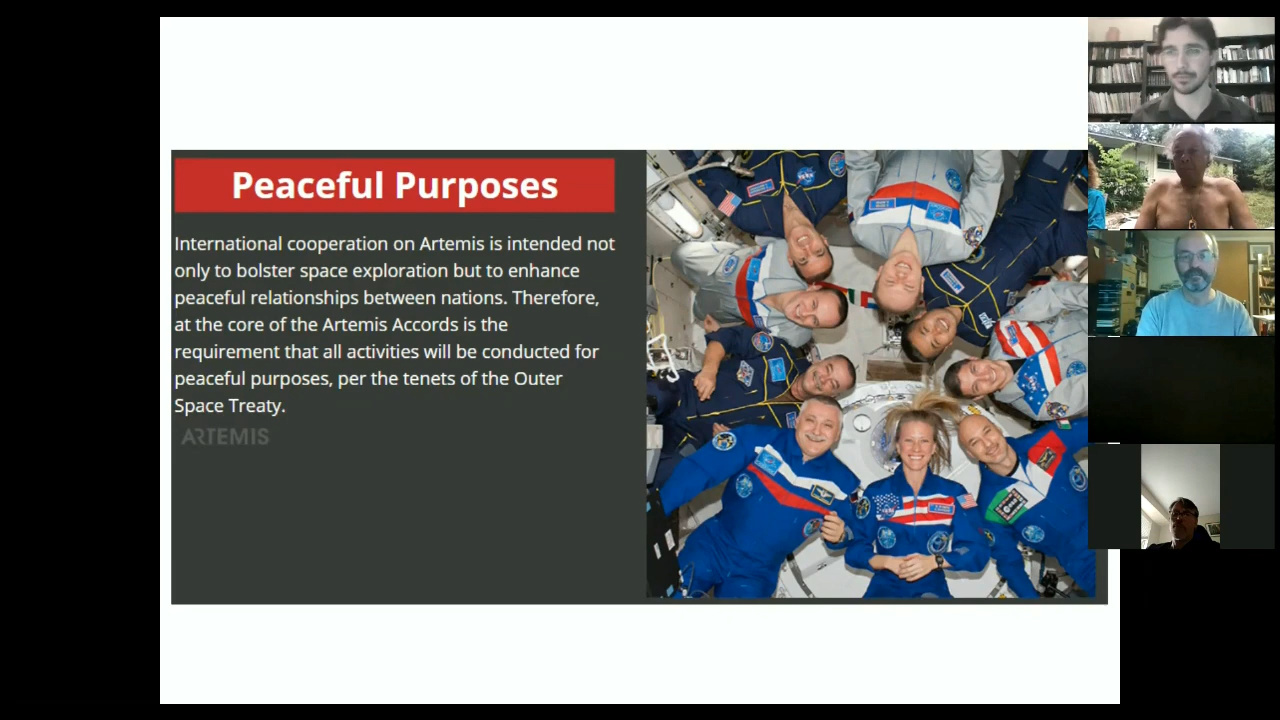 Peaceful Purposes
International cooperation on Artemis is intended not
only to bolster space exploration but to enhance
peaceful relationships between nations. Therefore,
at the core of the Artemis Accords is the
requirement that all activities will be conducted for
peaceful purposes, per the tenets of the Outer
Space Treaty.
ARTEMIS